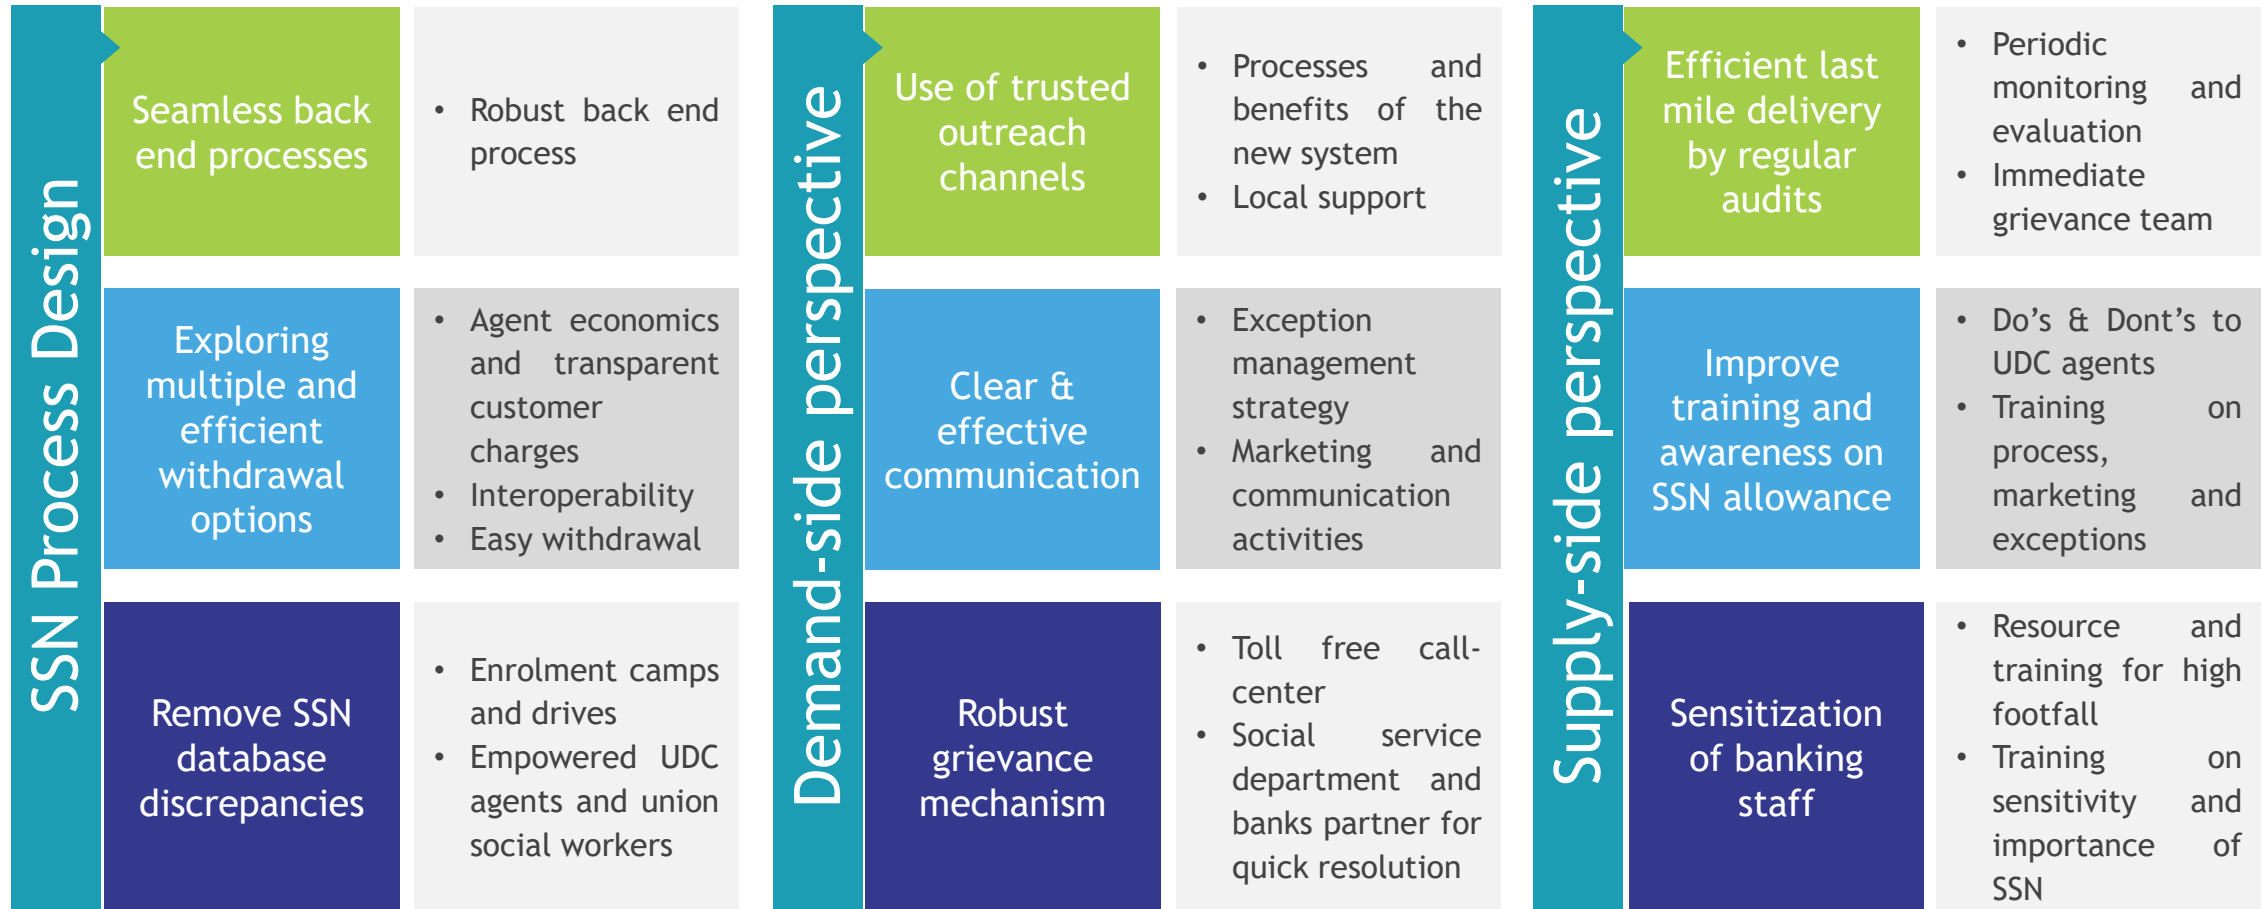 SSN Process Design
Seamless back
end processes
• Robust back end
process
Exploring
multiple and
efficient
withdrawal
options
• Agent economics
and transparent
customer
charges
• Interoperability
• Easy withdrawal
Remove SSN
database
discrepancies
• Enrolment camps
and drives
• Empowered UDC
agents and union
social workers
Demand-side perspective
Use of trusted
outreach
channels
• Processes and
benefits of the
new system
• Local support
Clear &
effective
communication
• Exception
management
strategy
• Marketing and
communication
activities
Robust
grievance
mechanism
• Toll free call-
center
• Social service
department and
banks partner for
quick resolution
Supply-side perspective
Efficient last
mile delivery
by regular
audits
• Periodic
monitoring and
evaluation
• Immediate
grievance team
Improve
training and
awareness on
SSN allowance
• Do’s & Dont’s to
UDC agents
• Training on
process,
marketing and
exceptions
Sensitization
of banking
staff
• Resource and
training for high
footfall
• Training on
sensitivity and
importance of
SSN